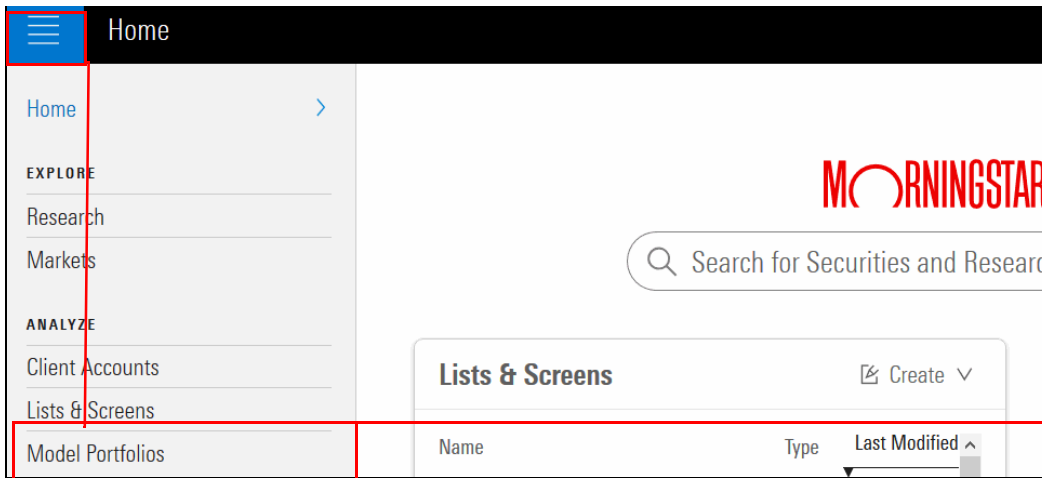 Home
Home
EXPLORE
Research
Markets
ANALYZE
Client Accounts
Lists & Screens
Model Portfolios
MORNINGSTAR
Search for Securities and Researc
Lists & Screens Create
Name Type Last Modified